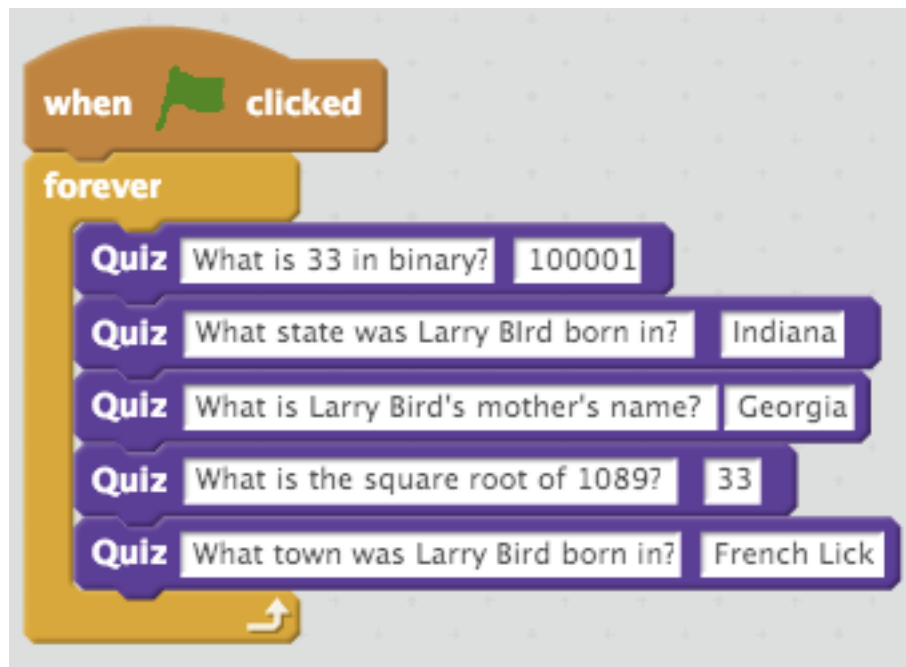 when clicked
forever
Quiz What is 33 in binary? 100001
Quiz What state was Larry BIrd born in? Indiana
Quiz What is Larry Bird's mother's name? Georgia
Quiz What is the square root of 1089? 33
Quiz What town was Larry Bird born in? French Lick